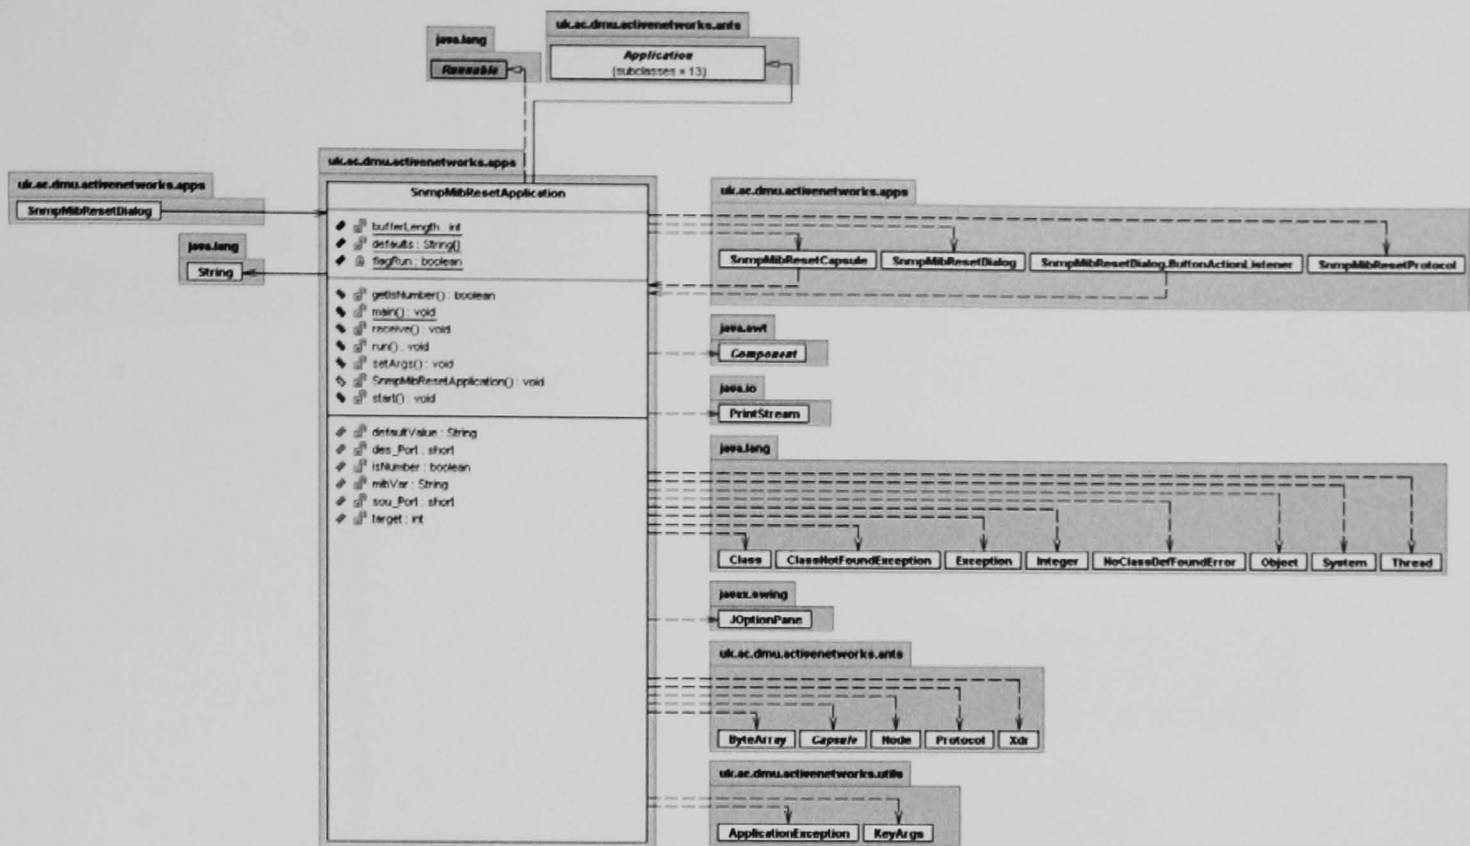 uk.ac.dmu.activenetworks.ants
java.lang
Application
Runnable
{subclasses = 13}
uk.ac.dmu.activenetworks.apps
uk.ac.dmu.activenetworks.apps
SnmpMibResetDialog
java.lang
String
SnmpMibResetApplication
bufferLength : int
defaults : String[]
flagRun : boolean
getIsNumber() : boolean
main() : void
receive() : void
run() : void
setArgs() : void
SnmpMibResetApplication() : void
start() : void
defaultValue : String
des_Port : short
isNumber : boolean
mibVar : String
sou_Port : short
target : int
uk.ac.dmu.activenetworks.apps
SnmpMibResetCapsule
SnmpMibResetDialog
SnmpMibResetDialog.ButtonActionListener
SnmpMibResetProtocol
java.awt
Component
java.io
PrintStream
java.lang
Class
ClassNotFoundException
Exception
Integer
NoClassDefFoundError
Object
System
Thread
javax.swing
JOptionPane
uk.ac.dmu.activenetworks.ants
ByteArray
Capsule
Node
Protocol
Xdr
uk.ac.dmu.activenetworks.utils
ApplicationException
KeyArgs